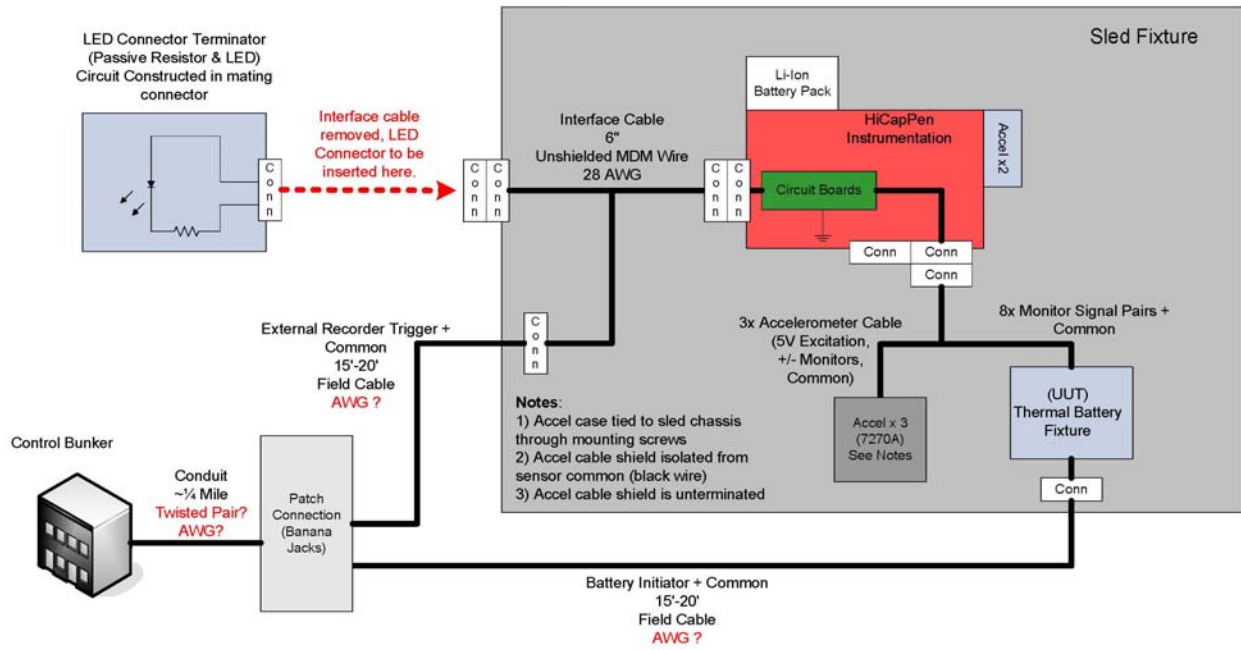 Sled Fixture
LED Connector Terminator
(Passive Resistor & LED)
Circuit Constructed in mating
connector
Conn
Interface cable
removed, LED
Connector to be
inserted here.
Conn
Conn
Interface Cable
6"
Unshielded MDM Wire
28 AWG
Conn
Conn
Li-Ion
Battery Pack
HiCapPen
Instrumentation
Accel x2
Circuit Boards
Conn
Conn
Conn
External Recorder Trigger +
Common
15'-20'
Field Cable
AWG ?
Conn
3x Accelerometer Cable
(5V Excitation,
+/- Monitors,
Common)
8x Monitor Signal Pairs +
Common
Notes:
1) Accel case tied to sled chassis
through mounting screws
2) Accel cable shield isolated from
sensor common (black wire)
3) Accel cable shield is unterminated
Accel x 3
(7270A)
See Notes
(UUT)
Thermal Battery
Fixture
Conn
Control Bunker
Conduit
~¼ Mile
Twisted Pair?
AWG?
Patch
Connection
(Banana
Jacks)
Battery Initiator + Common
15'-20'
Field Cable
AWG ?